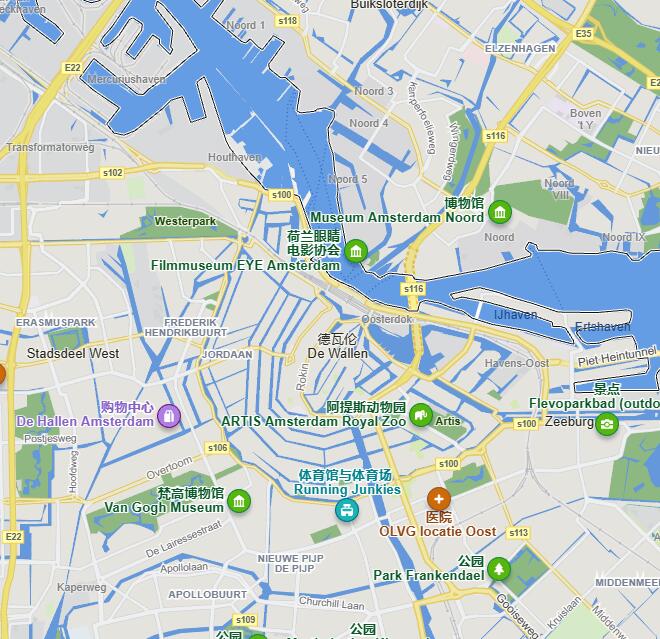 Buiksloterdijk
Noord 1
s118
ELZENHAGEN
E35
E22
Mercuriushaven
Noord 3
Kamperfoelieweg
Wingerdweg
Noord 4
s116
Boven
't Y
Transformatorweg
Houthaven
s102
Noord 5
s100
Noord
VIII
博物馆
Museum Amsterdam Noord
Westerpark
荷兰眼睛
电影协会
Filmmuseum EYE Amsterdam
Noord
Noord IX
s116
ERASMUSPARK
FREDERIK
HENDRIKBUURT
Oosterdok
IJhaven
Ertshaven
Stadsdeel West
JORDAAN
德瓦伦
De Wallen
Rokin
Havens-Oost
Piet Heintunnel
购物中心
De Hallen Amsterdam
阿提斯动物园
ARTIS Amsterdam Royal Zoo
Artis
景点
Flevoparkbad (outdo
Zeeburg
s100
Postjesweg
Hoofdweg
s106
Overtoom
s100
体育馆与体育场
Running Junkies
梵高博物馆
Van Gogh Museum
医院
OLVG locatie Oost
E22
De Lairessestraat
s113
NIEUWE PIJP
DE PIJP
公园
Park Frankendael
Apollolaan
Kaperweg
APOLLOBUURT
Churchill Laan
Gooiseweg
Kruislaan
Middenweg
MIDDENMEE
s109
公园
公园